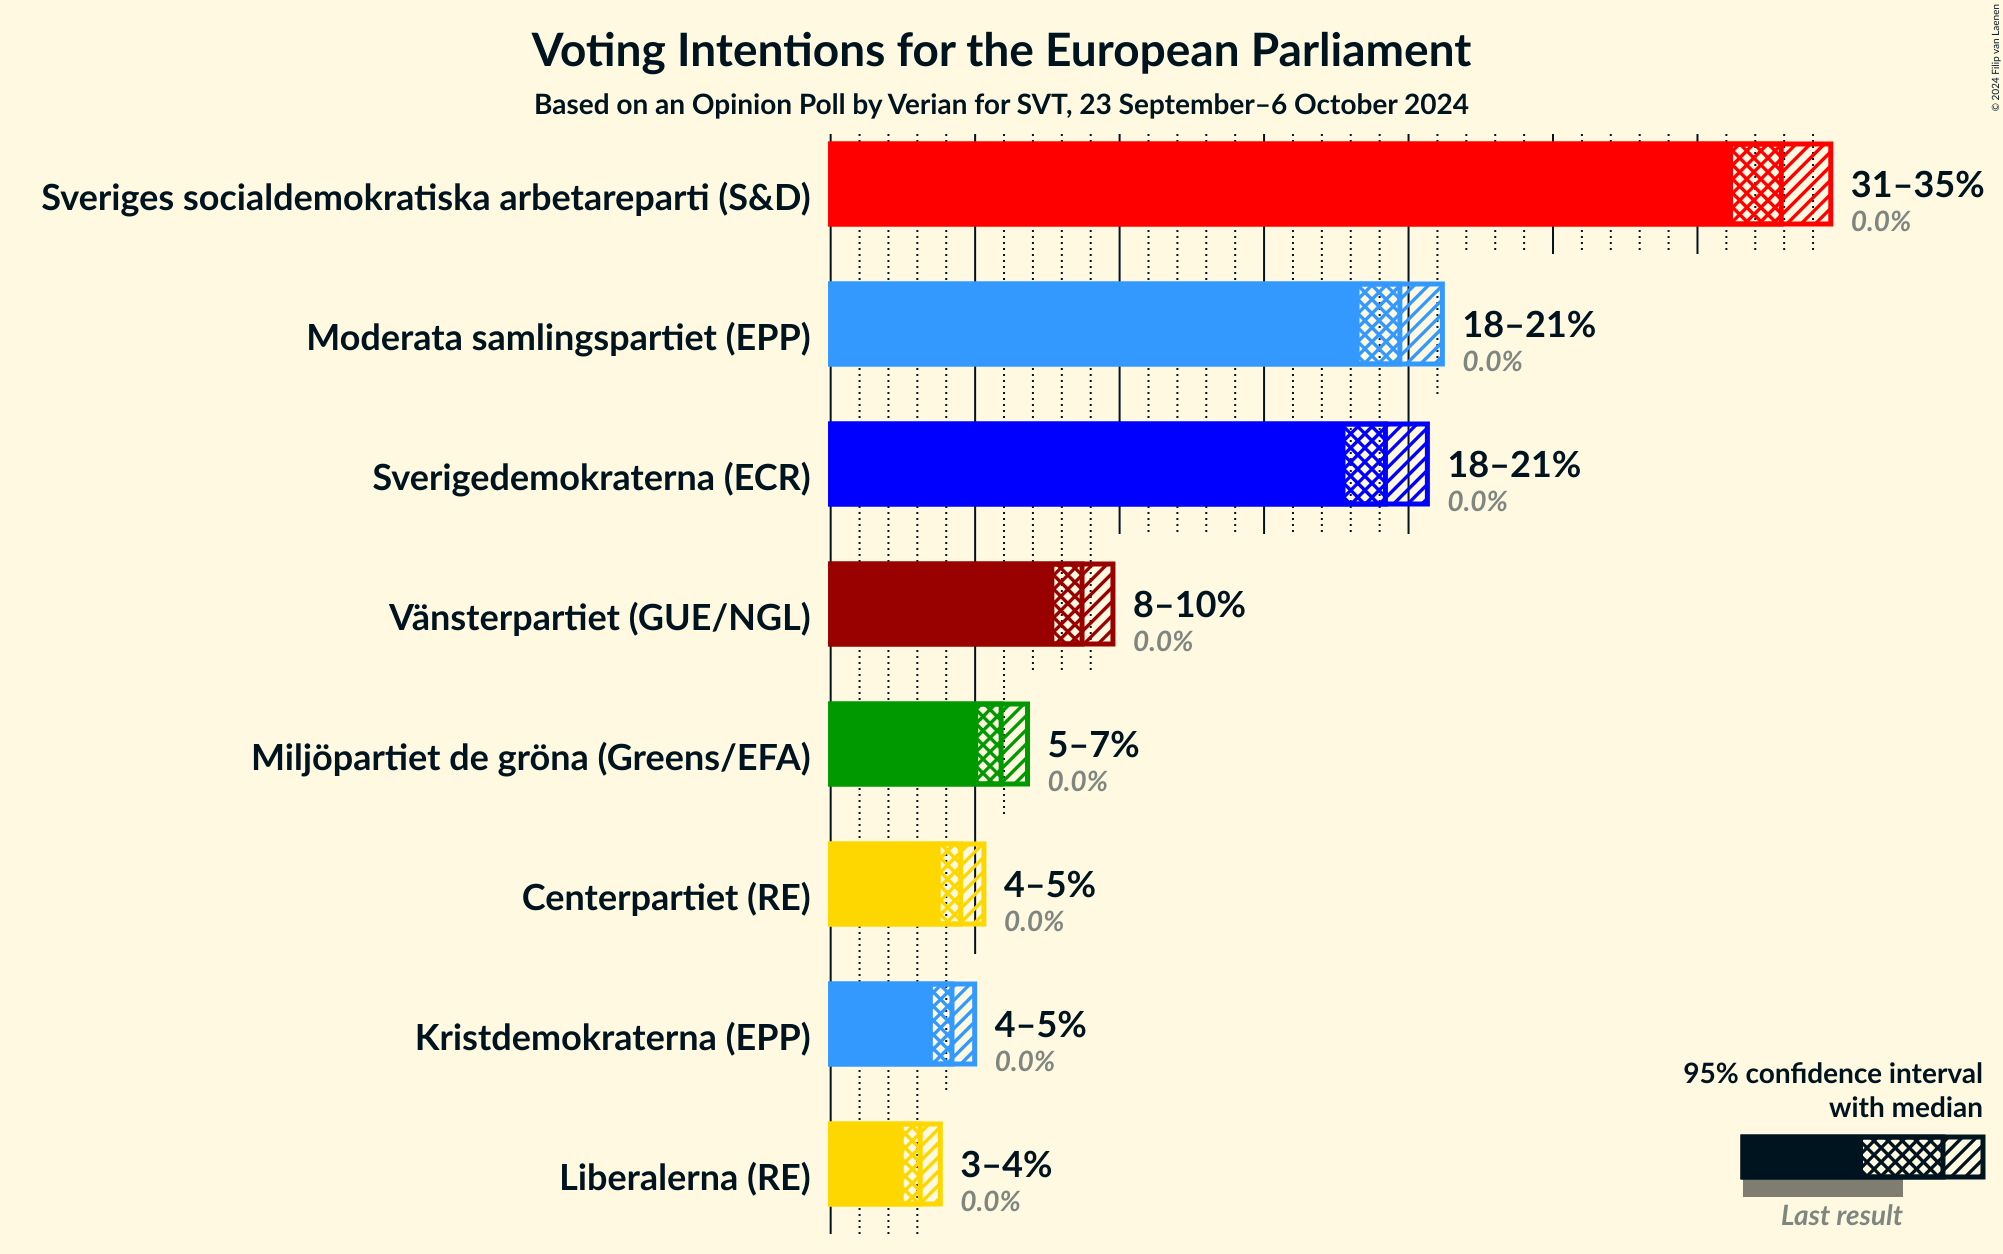 Voting Intentions for the European Parliament
Based on an Opinion Poll by Verian for SVT, 23 September–6 October 2024
© 2024 Filip van Laenen
Sveriges socialdemokratiska arbetareparti (S&D)
31–35%
0.0%
Moderata samlingspartiet (EPP)
18–21%
0.0%
Sverigedemokraterna (ECR)
18–21%
0.0%
Vänsterpartiet (GUE/NGL)
8–10%
0.0%
Miljöpartiet de gröna (Greens/EFA)
5–7%
0.0%
Centerpartiet (RE)
4–5%
0.0%
Kristdemokraterna (EPP)
4–5%
0.0%
Liberalerna (RE)
3–4%
0.0%
95% confidence interval
with median
Last result